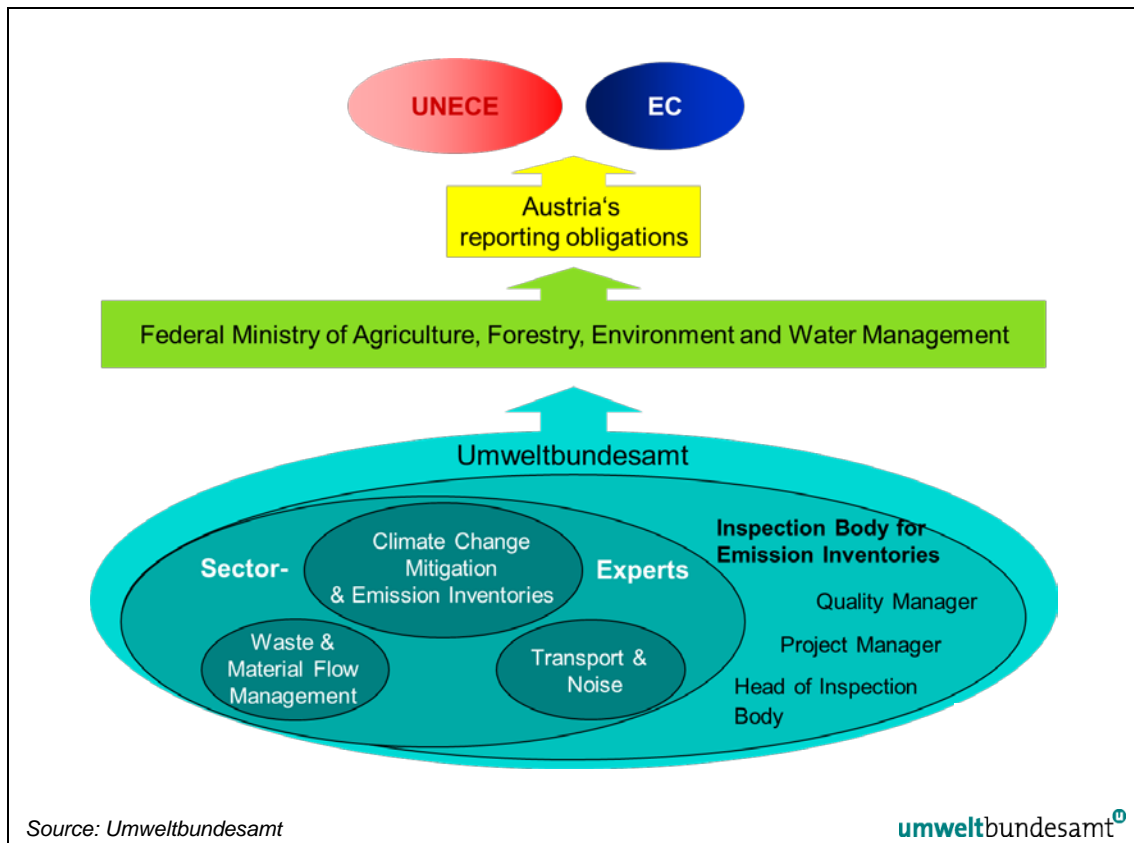 UNECE
EC
Austria‘s
reporting obligations
Federal Ministry of Agriculture, Forestry, Environment and Water Management
Umweltbundesamt
Sector-
Climate Change
Mitigation
& Emission Inventories
Experts
Waste &
Material Flow
Management
Transport &
Noise
Inspection Body for
Emission Inventories
Quality Manager
Project Manager
Head of Inspection
Body
Source: Umweltbundesamt
umweltbundesamt
u